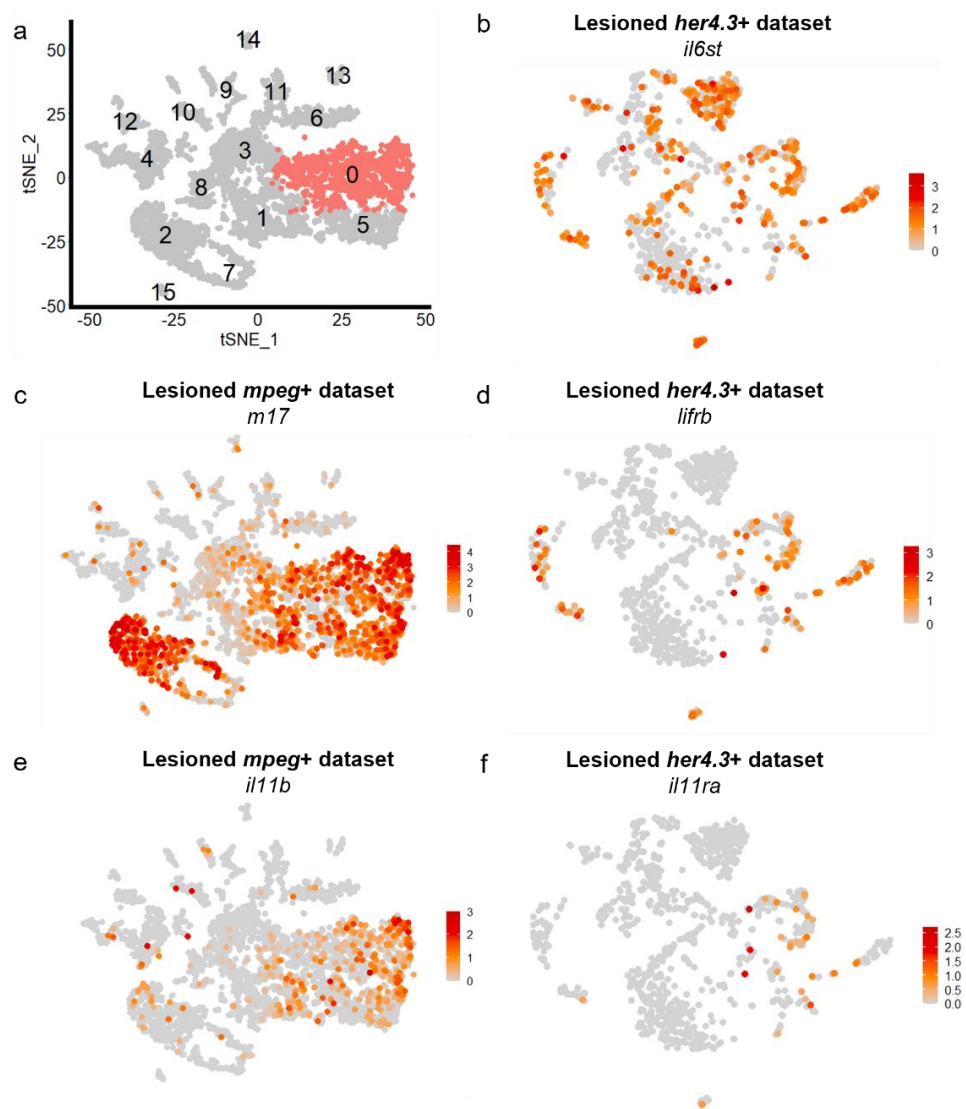 a
50
25
0
-25
-50
tSNE_2
-50
-25
0
25
50
tSNE_1
14
13
9
11
10
6
12
3
4
0
8
1
5
2
7
15
b
Lesioned her4.3+ dataset
il6st
3
2
1
0
c
Lesioned mpeg+ dataset
m17
4
3
2
1
0
d
Lesioned her4.3+ dataset
lifrb
3
2
1
0
e
Lesioned mpeg+ dataset
il11b
3
2
1
0
f
Lesioned her4.3+ dataset
il11ra
2.5
2.0
1.5
1.0
0.5
0.0